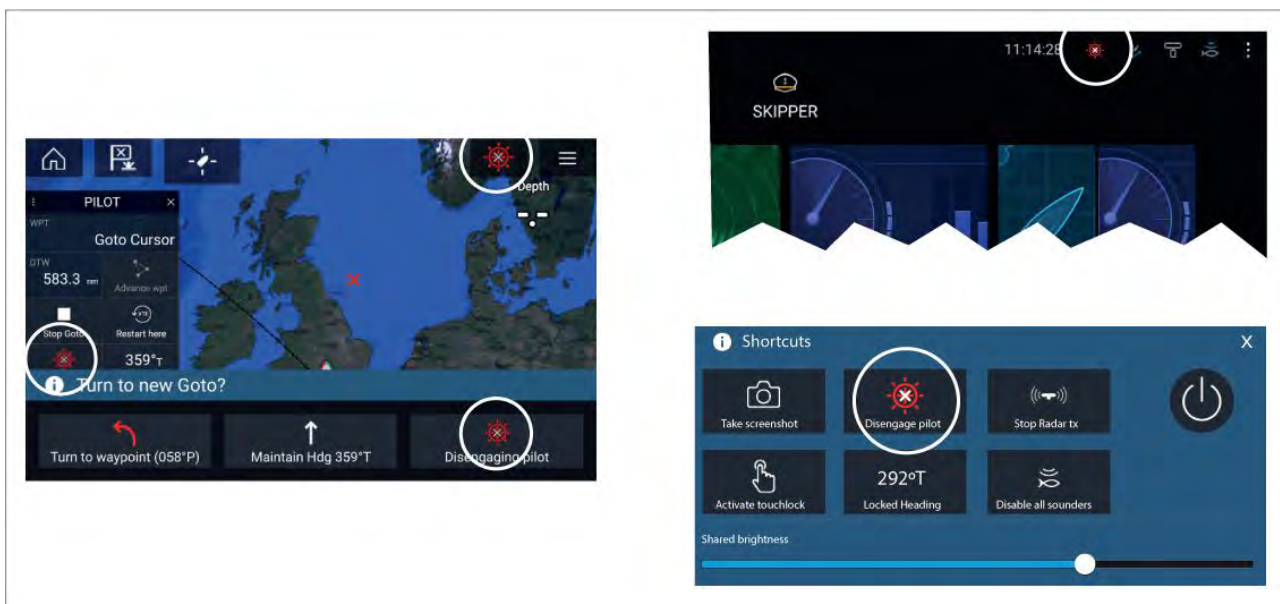 Depth
PILOT
WPT
Goto Cursor
DTW
583.3 nm
Advance wpt
Stop Goto
Restart here
359°T
Turn to new Goto?
Turn to waypoint (058°P)
Maintain Hdg 359°T
Disengaging pilot
11:14:28
SKIPPER
Shortcuts
X
Take screenshot
Disengage pilot
Stop Radar tx
Activate touchlock
292°T
Locked Heading
Disable all sounders
Shared brightness